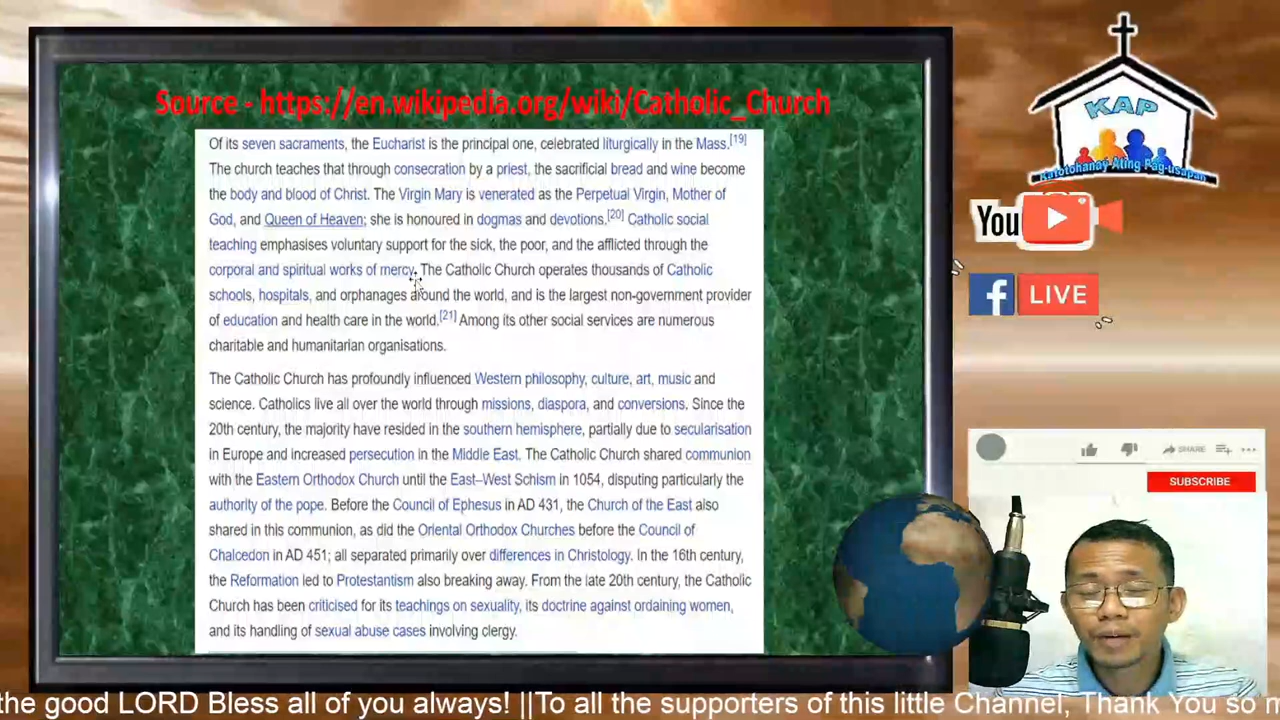 Source - https://en.wikipedia.org/wiki/Catholic_Church
Of its seven sacraments, the Eucharist is the principal one, celebrated liturgically in the Mass.[19]
The church teaches that through consecration by a priest, the sacrificial bread and wine become
the body and blood of Christ. The Virgin Mary is venerated as the Perpetual Virgin, Mother of
God, and Queen of Heaven; she is honoured in dogmas and devotions.[20] Catholic social
teaching emphasises voluntary support for the sick, the poor, and the afflicted through the
corporal and spiritual works of mercy. The Catholic Church operates thousands of Catholic
schools, hospitals, and orphanages around the world, and is the largest non-government provider
of education and health care in the world.[21] Among its other social services are numerous
charitable and humanitarian organisations.
The Catholic Church has profoundly influenced Western philosophy, culture, art, music and
science. Catholics live all over the world through missions, diaspora, and conversions. Since the
20th century, the majority have resided in the southern hemisphere, partially due to secularisation
in Europe and increased persecution in the Middle East. The Catholic Church shared communion
with the Eastern Orthodox Church until the East–West Schism in 1054, disputing particularly the
authority of the pope. Before the Council of Ephesus in AD 431, the Church of the East also
shared in this communion, as did the Oriental Orthodox Churches before the Council of
Chalcedon in AD 451; all separated primarily over differences in Christology. In the 16th century,
the Reformation led to Protestantism also breaking away. From the late 20th century, the Catholic
Church has been criticised for its teachings on sexuality, its doctrine against ordaining women,
and its handling of sexual abuse cases involving clergy.
KAP
Katotohanay Ating Pag-usapan
You
f LIVE
SHARE
SUBSCRIBE
the good LORD Bless all of you always! ||To all the supporters of this little Channel, Thank You so